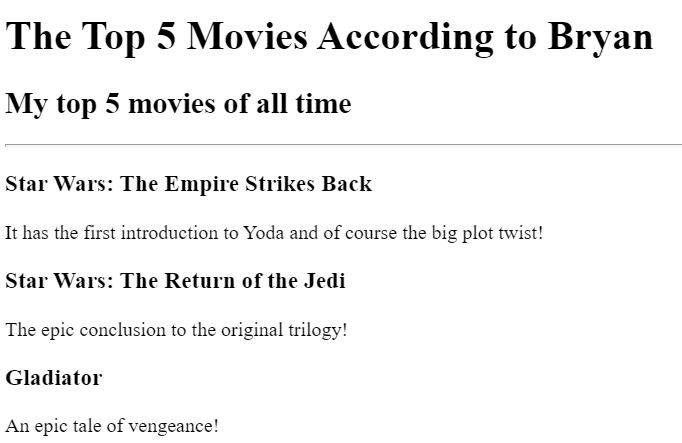 The Top 5 Movies According to Bryan
My top 5 movies of all time
Star Wars: The Empire Strikes Back
It has the first introduction to Yoda and of course the big plot twist!
Star Wars: The Return of the Jedi
The epic conclusion to the original trilogy!
Gladiator
An epic tale of vengeance!